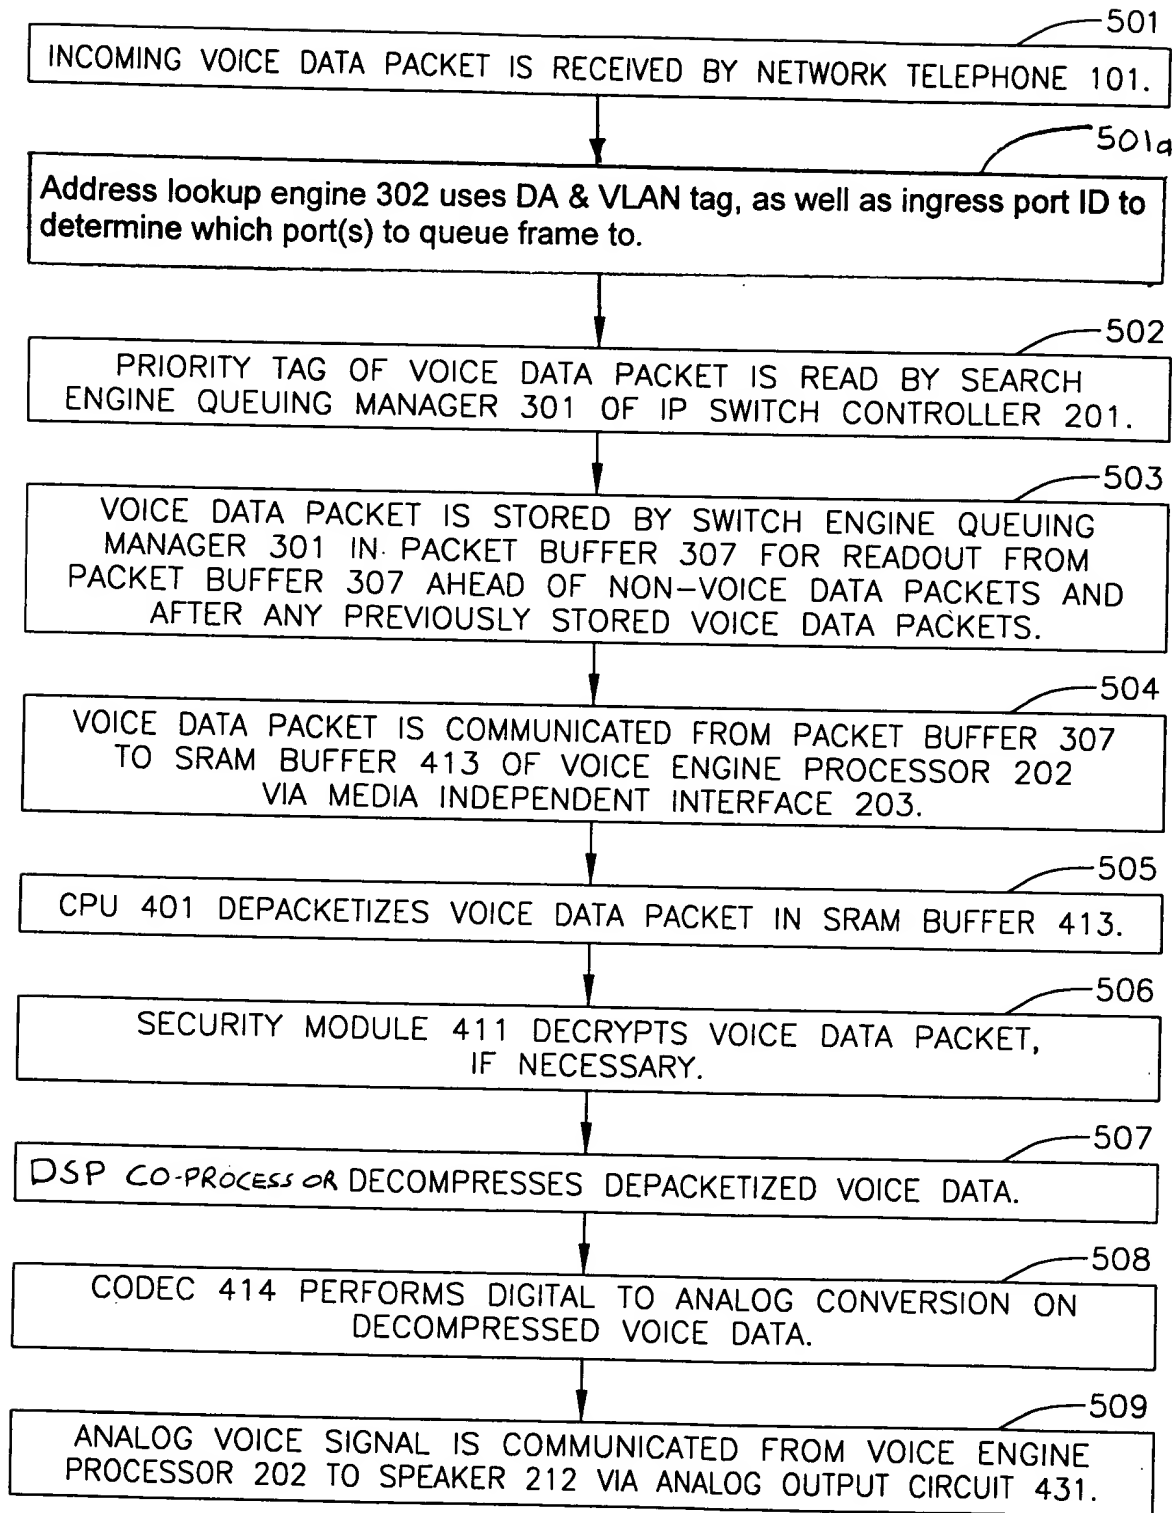 501
INCOMING VOICE DATA PACKET IS RECEIVED BY NETWORK TELEPHONE 101.
501a
Address lookup engine 302 uses DA & VLAN tag, as well as ingress port ID to
determine which port(s) to queue frame to.
502
PRIORITY TAG OF VOICE DATA PACKET IS READ BY SEARCH
ENGINE QUEUING MANAGER 301 OF IP SWITCH CONTROLLER 201.
503
VOICE DATA PACKET IS STORED BY SWITCH ENGINE QUEUING
MANAGER 301 IN PACKET BUFFER 307 FOR READOUT FROM
PACKET BUFFER 307 AHEAD OF NON-VOICE DATA PACKETS AND
AFTER ANY PREVIOUSLY STORED VOICE DATA PACKETS.
504
VOICE DATA PACKET IS COMMUNICATED FROM PACKET BUFFER 307
TO SRAM BUFFER 413 OF VOICE ENGINE PROCESSOR 202
VIA MEDIA INDEPENDENT INTERFACE 203.
505
CPU 401 DEPACKETIZES VOICE DATA PACKET IN SRAM BUFFER 413.
506
SECURITY MODULE 411 DECRYPTS VOICE DATA PACKET,
IF NECESSARY.
507
DSP CO-PROCESSOR DECOMPRESSES DEPACKETIZED VOICE DATA.
508
CODEC 414 PERFORMS DIGITAL TO ANALOG CONVERSION ON
DECOMPRESSED VOICE DATA.
509
ANALOG VOICE SIGNAL IS COMMUNICATED FROM VOICE ENGINE
PROCESSOR 202 TO SPEAKER 212 VIA ANALOG OUTPUT CIRCUIT 431.